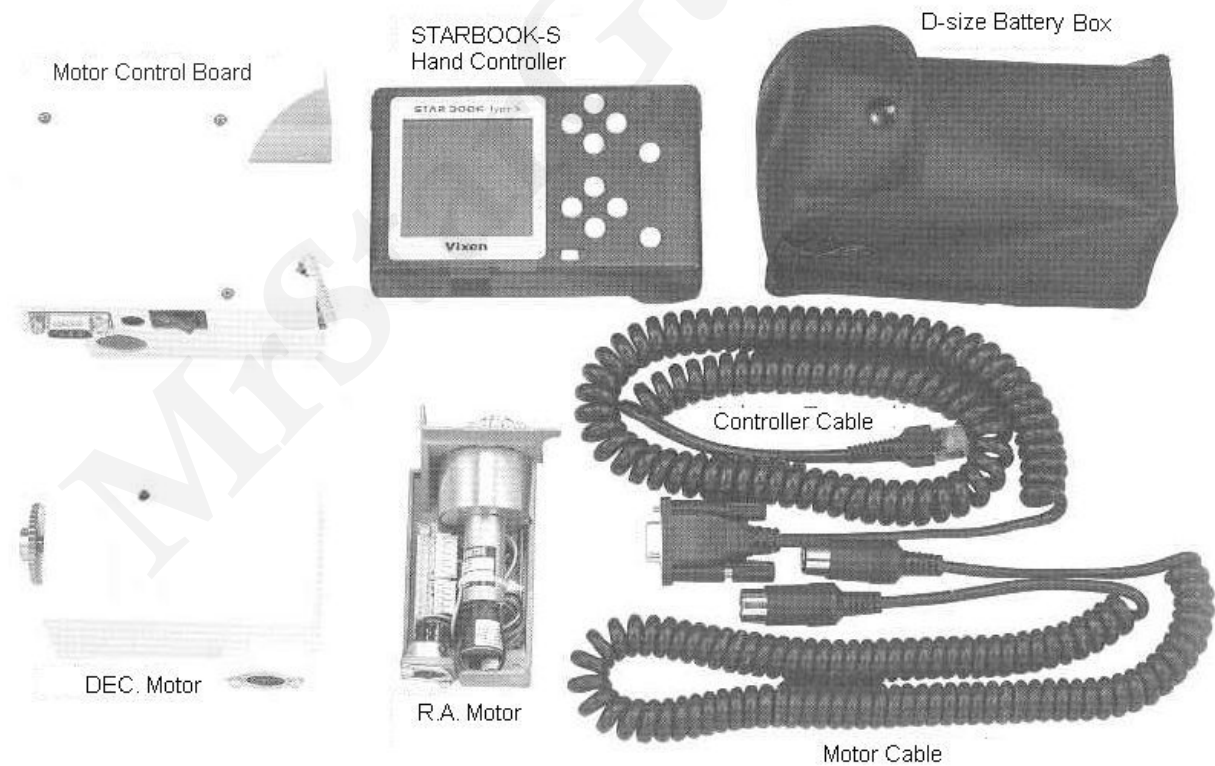 D-size Battery Box
STARBOOK-S
Hand Controller
Motor Control Board
STAR BOOK Type S
Vixen
Controller Cable
DEC. Motor
R.A. Motor
Motor Cable